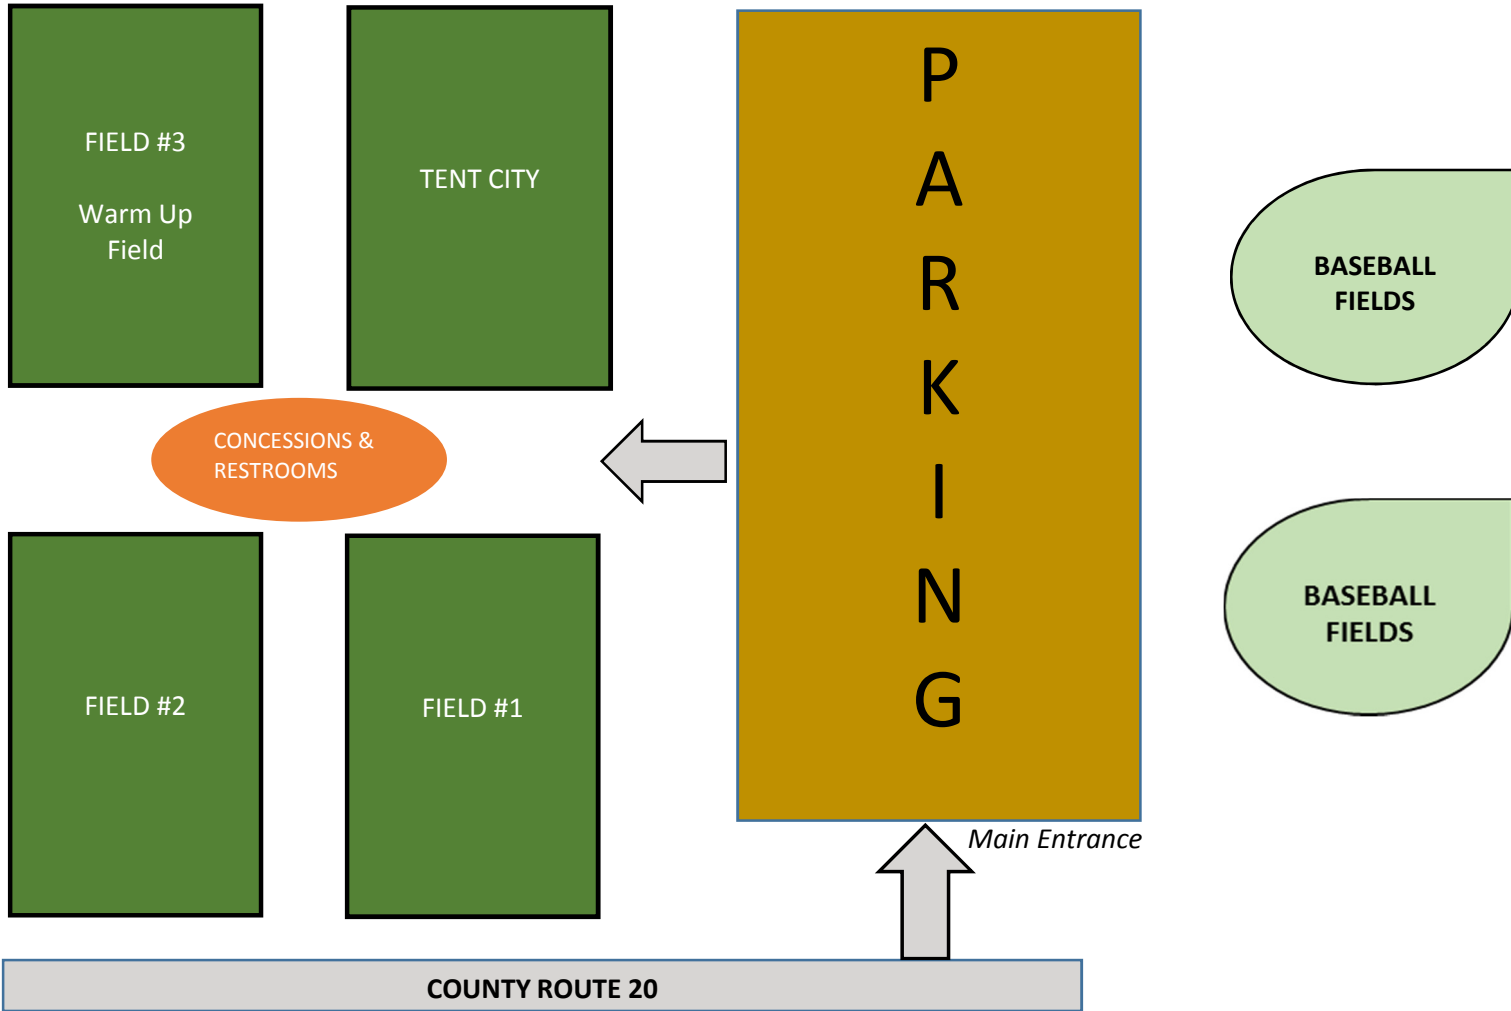 FIELD #3
Warm Up
Field
TENT CITY
P
A
R
K
I
N
G
BASEBALL
FIELDS
CONCESSIONS &
RESTROOMS
BASEBALL
FIELDS
FIELD #2
FIELD #1
Main Entrance
COUNTY ROUTE 20